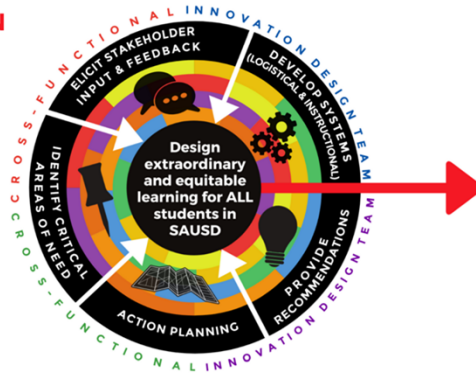 CROSS-FUNCTIONAL INNOVATION DESIGN TEAM
ELICIT STAKEHOLDER
INPUT & FEEDBACK
DEVELOP SYSTEMS
(LOGISTICAL & INSTRUCTIONAL)
IDENTIFY CRITICAL
AREAS OF NEED
Design
extraordinary
and equitable
learning for ALL
students in
SAUSD
PROVIDE
RECOMMENDATIONS
ACTION PLANNING
CROSS-FUNCTIONAL INNOVATION DESIGN TEAM